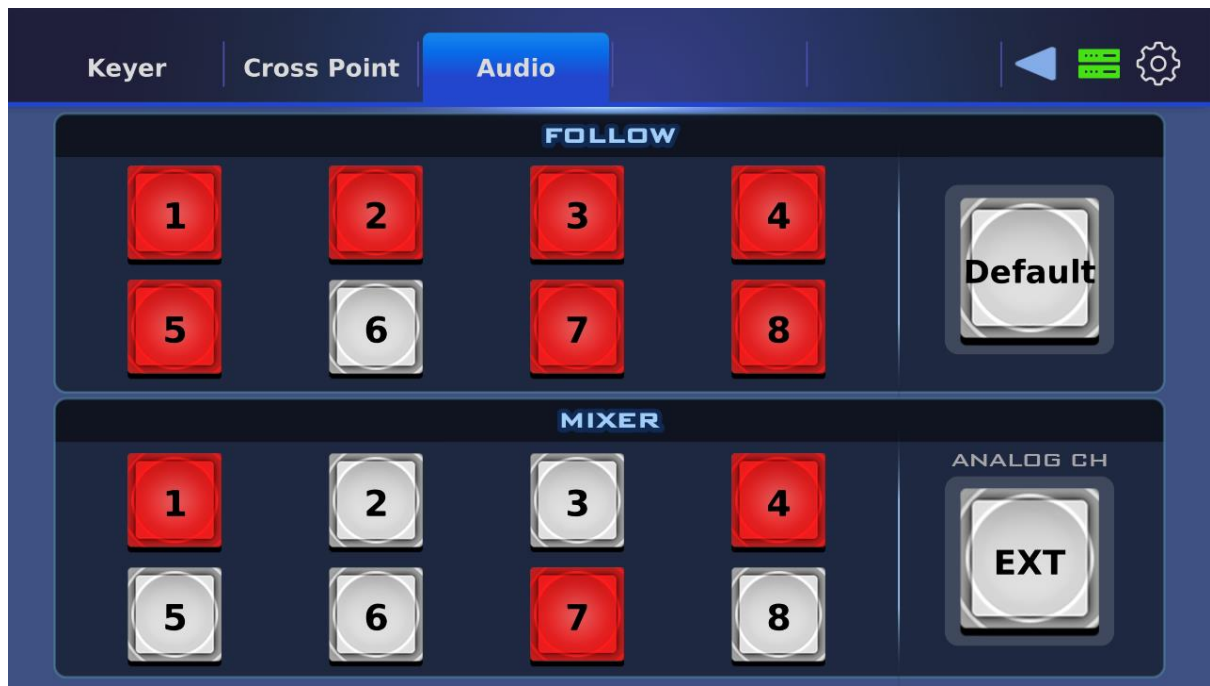 Keyer Cross Point Audio
FOLLOW
1 2 3 4
Default
5 6 7 8
MIXER
ANALOG CH
1 2 3 4
EXT
5 6 7 8